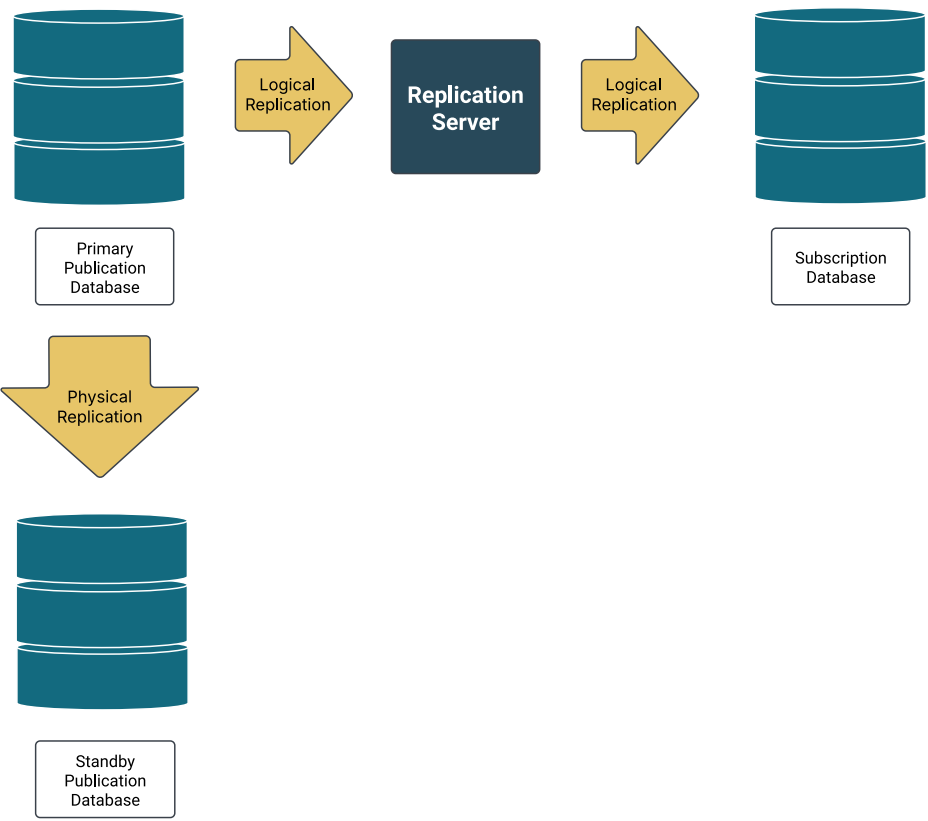 Logical
Replication
Replication
Server
Logical
Replication
Primary
Publication
Database
Subscription
Database
Physical
Replication
Standby
Publication
Database